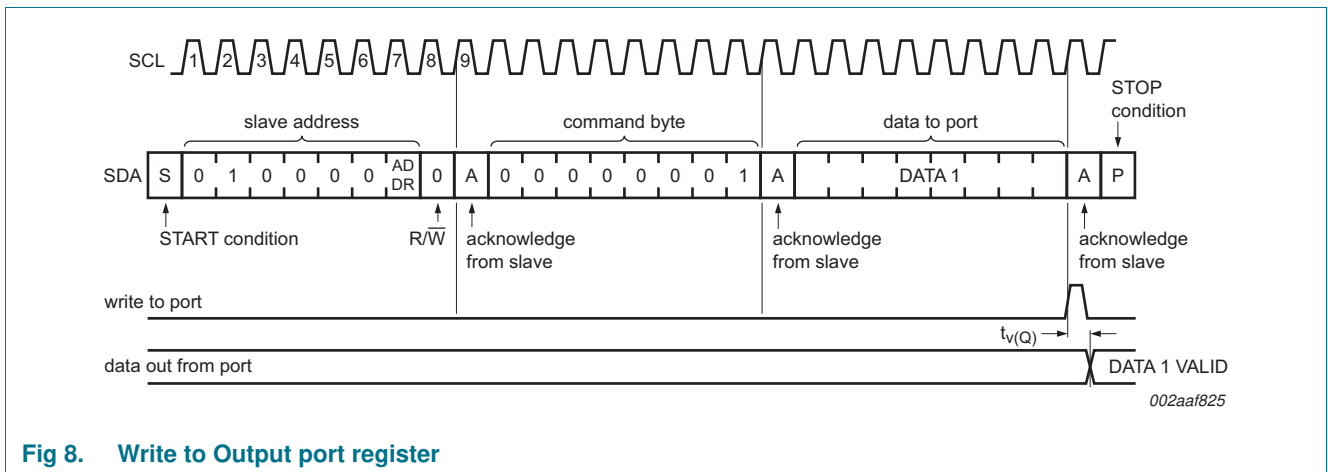 SCL 1 2 3 4 5 6 7 8 9
STOP
condition
slave address command byte data to port
SDA S 0 1 0 0 0 0 AD DR 0 A 0 0 0 0 0 0 0 1 A DATA 1 A P
START condition R/W̅ acknowledge from slave acknowledge from slave acknowledge from slave
write to port
tv(Q)
data out from port DATA 1 VALID
002aaf825
Fig 8. Write to Output port register